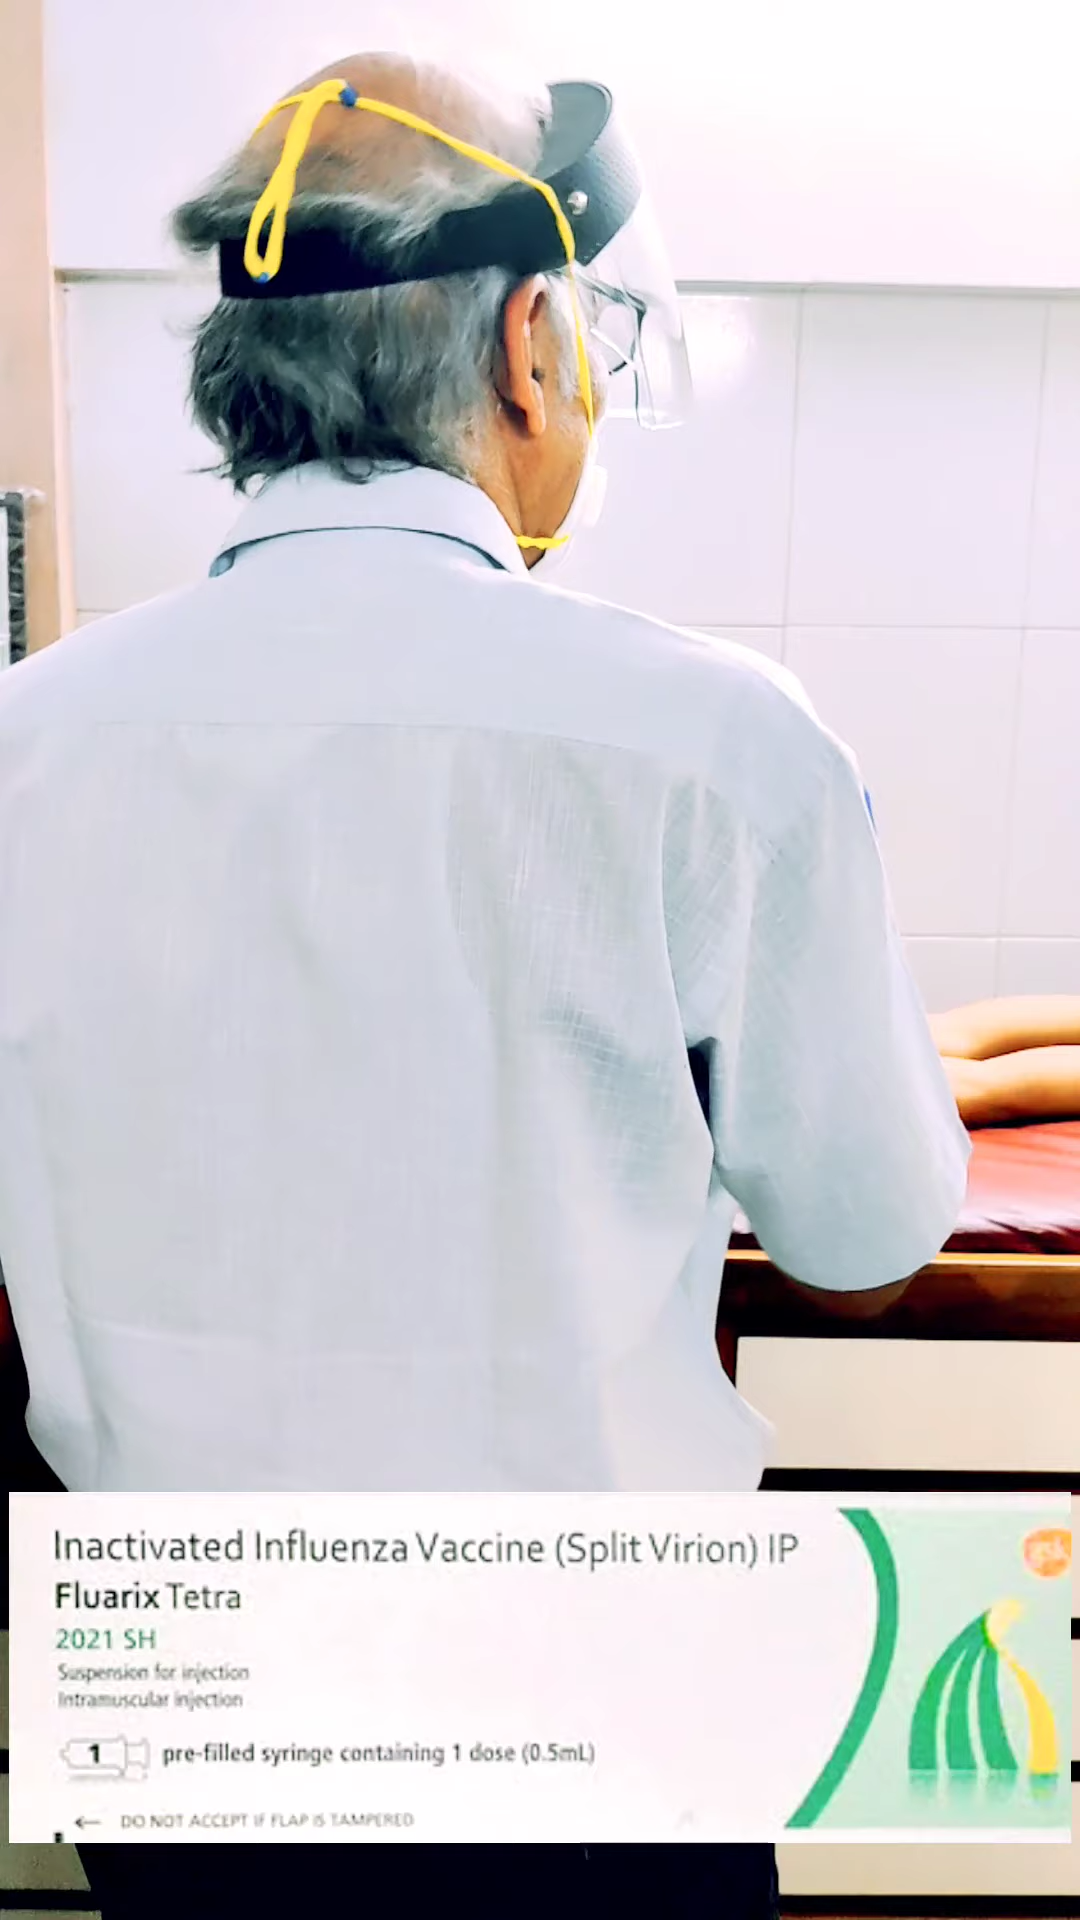 Inactivated Influenza Vaccine (Split Virion) IP
Fluarix Tetra
2021 SH
Suspension for injection
Intramuscular injection
1 pre-filled syringe containing 1 dose (0.5mL)
← DO NOT ACCEPT IF FLAP IS TAMPERED
gsk